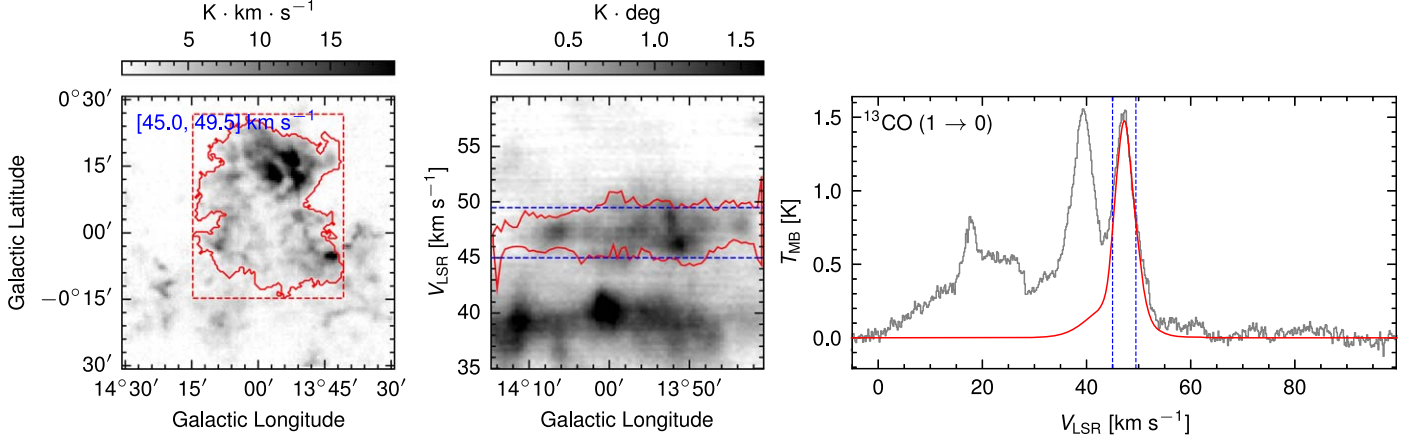 K · km · s⁻¹
5 10 15
0°30′
15′
00′
−0°15′
30′
Galactic Latitude
[45.0, 49.5] km s⁻¹
14°30′ 15′ 00′ 13°45′ 30′
Galactic Longitude
K · deg
0.5 1.0 1.5
55
50
45
40
35
V_LSR [km s⁻¹]
14°10′ 00′ 13°50′
Galactic Longitude
1.5
1.0
0.5
0.0
T_MB [K]
¹³CO (1 → 0)
0 20 40 60 80
V_LSR [km s⁻¹]